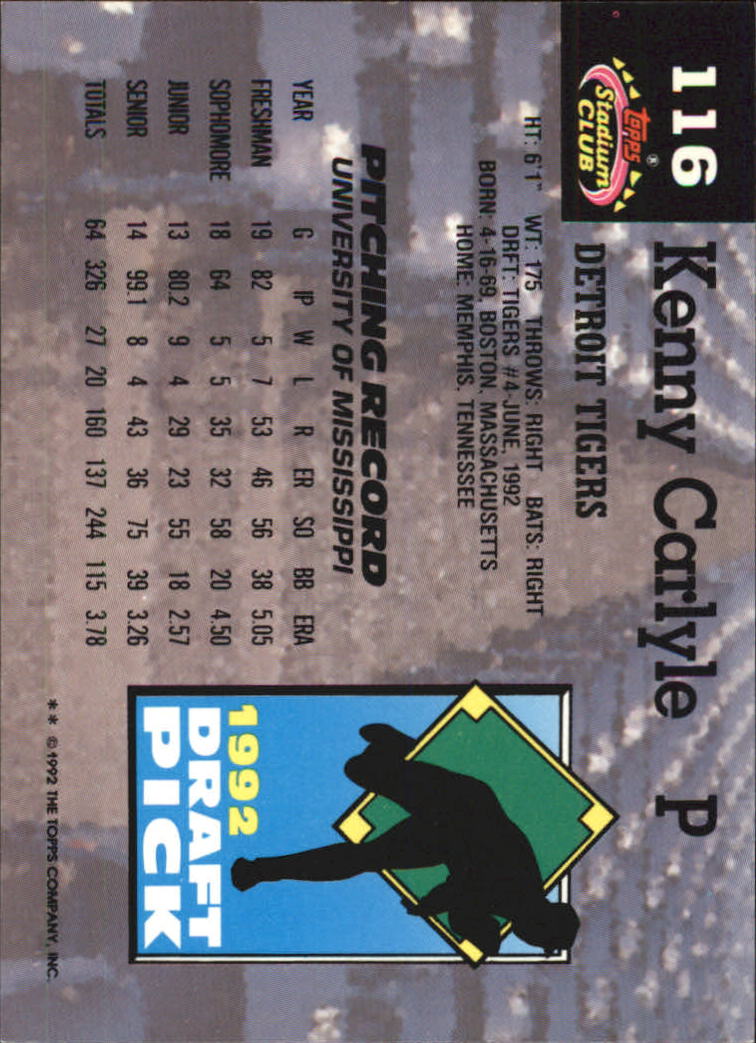 116
topps®
Stadium
CLUB
Kenny Carlyle P
DETROIT TIGERS
HT: 6'1" WT: 175 THROWS: RIGHT BATS: RIGHT
DRFT: TIGERS #4-JUNE, 1992
BORN: 4-16-69, BOSTON, MASSACHUSETTS
HOME: MEMPHIS, TENNESSEE
PITCHING RECORD
UNIVERSITY OF MISSISSIPPI
YEAR G IP W L R ER SO BB ERA
FRESHMAN 19 82 5 7 53 46 56 38 5.05
SOPHOMORE 18 64 5 5 35 32 58 20 4.50
JUNIOR 13 80.2 9 4 29 23 55 18 2.57
SENIOR 14 99.1 8 4 43 36 75 39 3.26
TOTALS 64 326 27 20 160 137 244 115 3.78
1992
DRAFT
PICK
** © 1992 THE TOPPS COMPANY, INC.